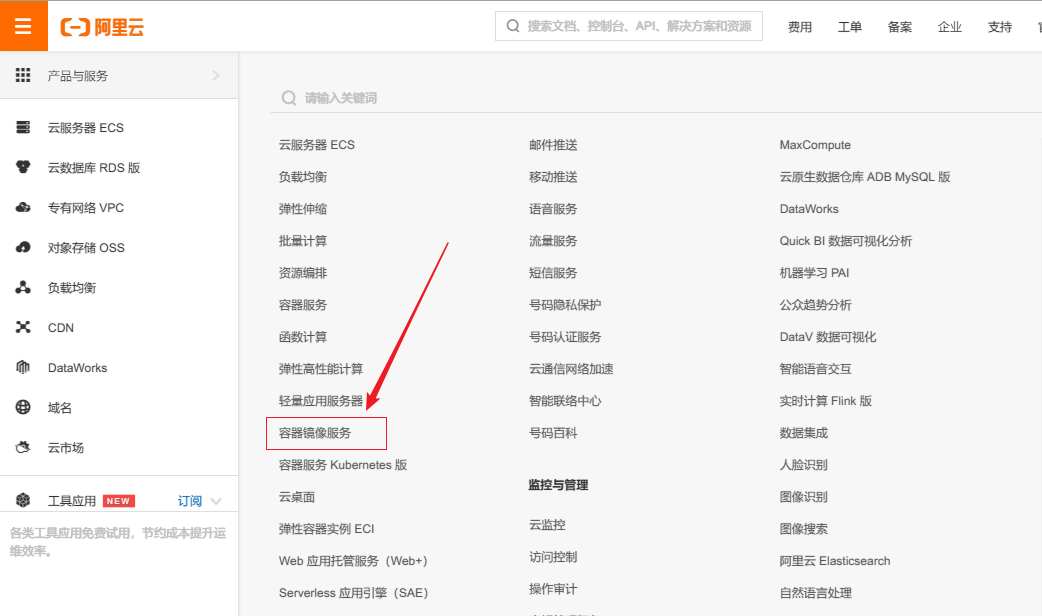 阿里云
搜索文档、控制台、API、解决方案和资源
费用
工单
备案
企业
支持
产品与服务
云服务器 ECS
云数据库 RDS 版
专有网络 VPC
对象存储 OSS
负载均衡
CDN
DataWorks
域名
云市场
工具应用 NEW 订阅
各类工具应用免费试用，节约成本提升运
维效率。
请输入关键词
云服务器 ECS
负载均衡
弹性伸缩
批量计算
资源编排
容器服务
函数计算
弹性高性能计算
轻量应用服务器
容器镜像服务
容器服务 Kubernetes 版
云桌面
弹性容器实例 ECI
Web 应用托管服务（Web+）
Serverless 应用引擎（SAE）
邮件推送
移动推送
语音服务
流量服务
短信服务
号码隐私保护
号码认证服务
云通信网络加速
智能联络中心
号码百科
监控与管理
云监控
访问控制
操作审计
MaxCompute
云原生数据仓库 ADB MySQL 版
DataWorks
Quick BI 数据可视化分析
机器学习 PAI
公众趋势分析
DataV 数据可视化
智能语音交互
实时计算 Flink 版
数据集成
人脸识别
图像识别
图像搜索
阿里云 Elasticsearch
自然语言处理